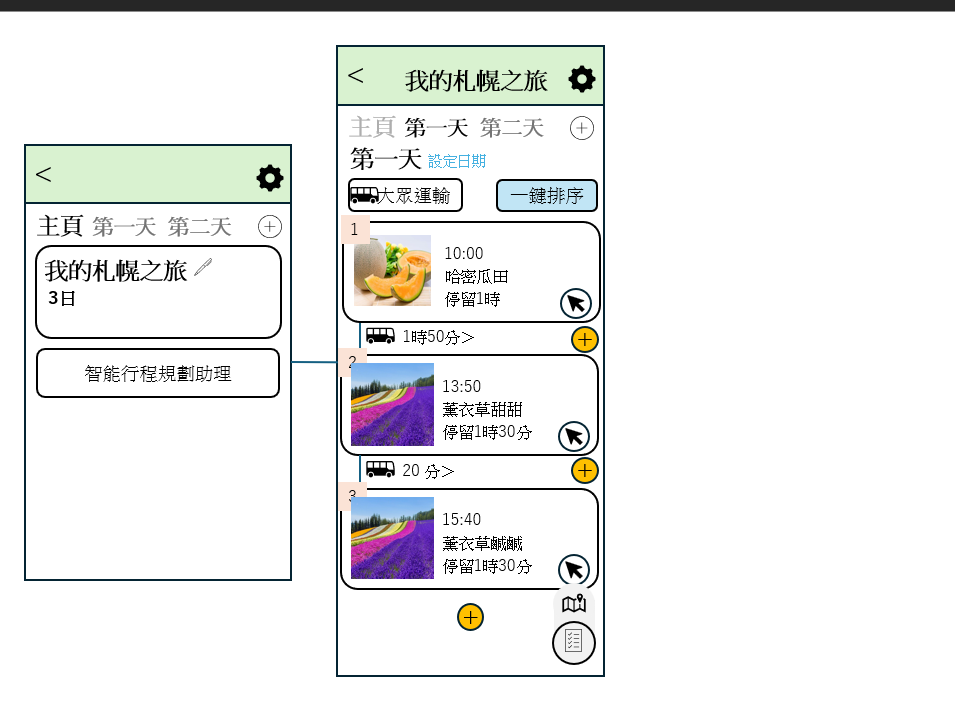 <
主頁 第一天 第二天
我的札幌之旅
3日
智能行程規劃助理
< 我的札幌之旅
主頁 第一天 第二天
第一天 設定日期
大眾運輸 一鍵排序
1
10:00
哈密瓜田
停留1時
1時50分>
2
13:50
薰衣草甜甜
停留1時30分
20 分>
3
15:40
薰衣草鹹鹹
停留1時30分